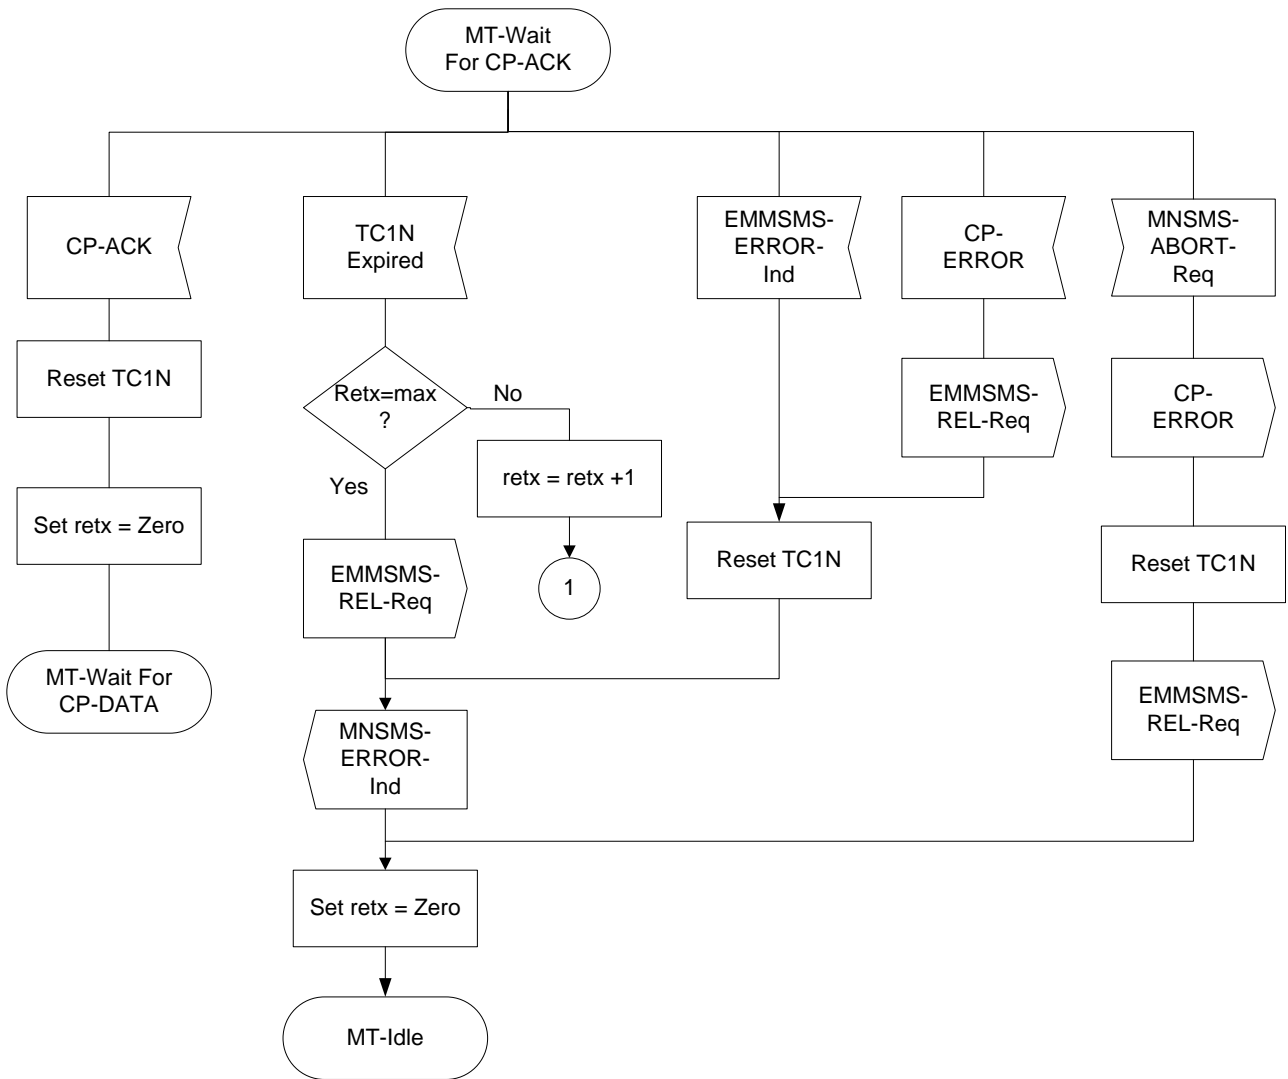 MT-Wait
For CP-ACK
CP-ACK
TC1N
Expired
EMMSMS-
ERROR-
Ind
CP-
ERROR
MNSMS-
ABORT-
Req
Reset TC1N
Retx=max
?
No
Yes
retx = retx +1
EMMSMS-
REL-Req
CP-
ERROR
Set retx = Zero
EMMSMS-
REL-Req
1
Reset TC1N
Reset TC1N
MT-Wait For
CP-DATA
MNSMS-
ERROR-
Ind
EMMSMS-
REL-Req
Set retx = Zero
MT-Idle